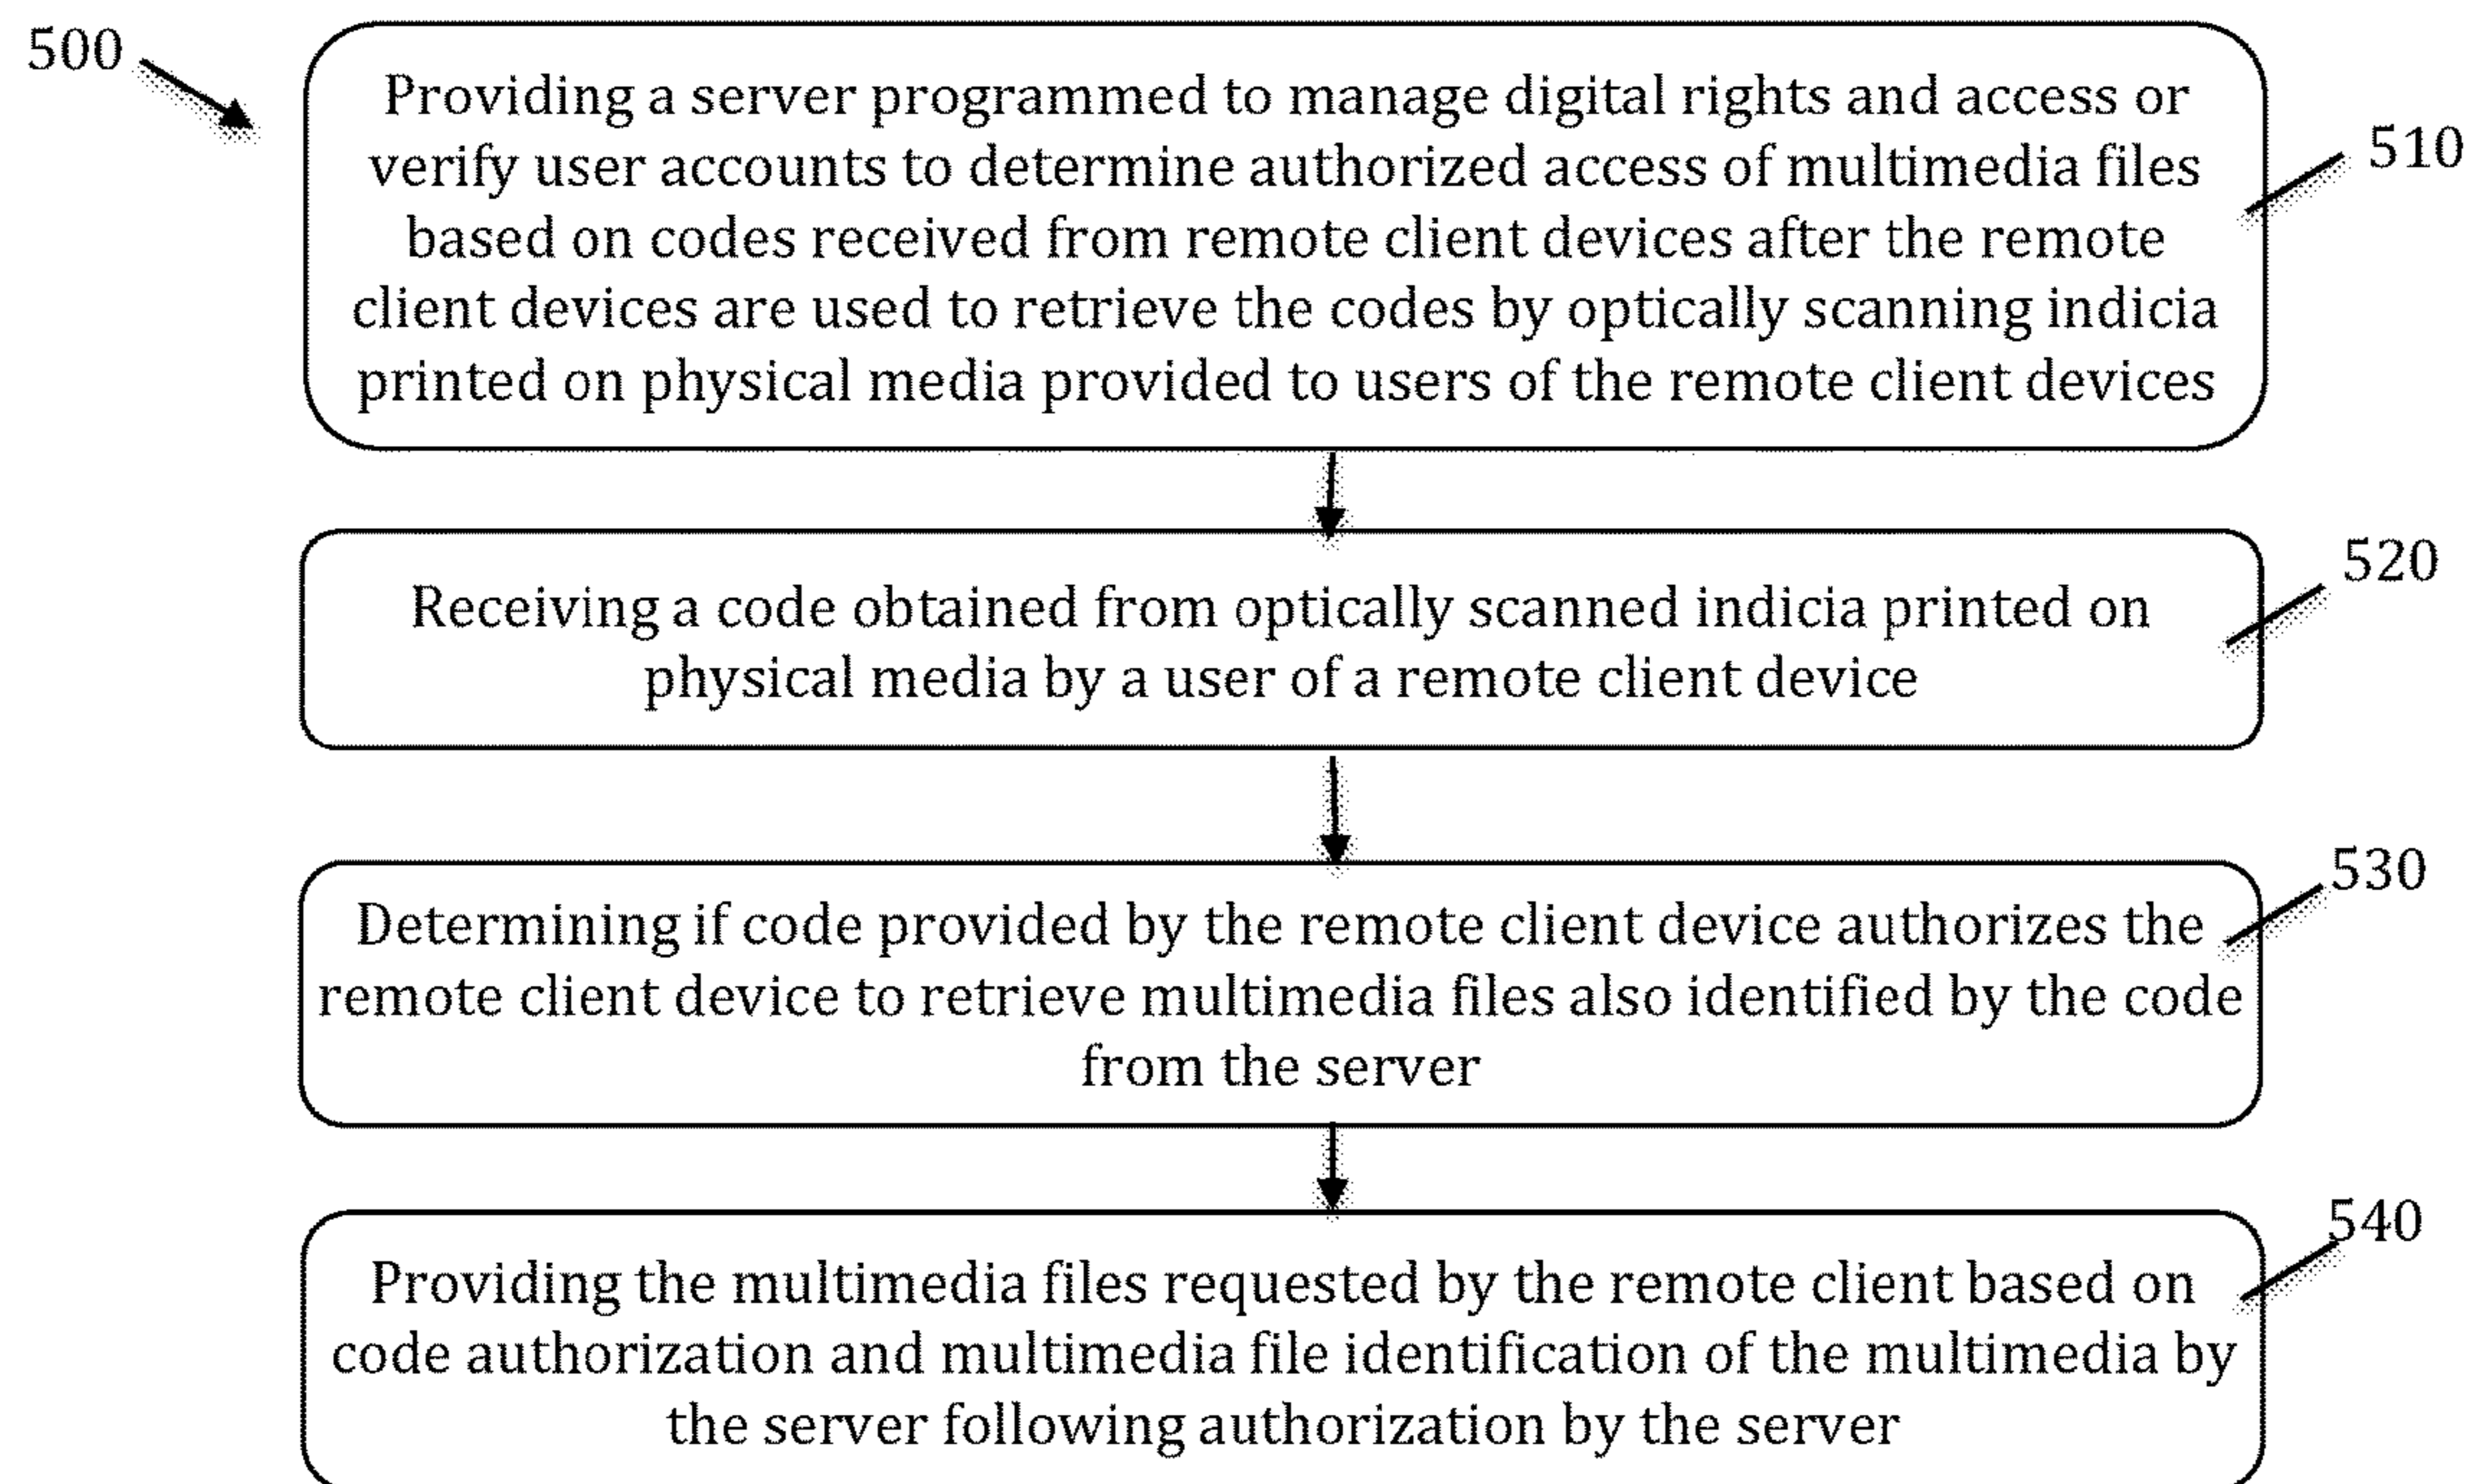 500
Providing a server programmed to manage digital rights and access or
verify user accounts to determine authorized access of multimedia files
based on codes received from remote client devices after the remote
client devices are used to retrieve the codes by optically scanning indicia
printed on physical media provided to users of the remote client devices
510
Receiving a code obtained from optically scanned indicia printed on
physical media by a user of a remote client device
520
Determining if code provided by the remote client device authorizes the
remote client device to retrieve multimedia files also identified by the code
from the server
530
Providing the multimedia files requested by the remote client based on
code authorization and multimedia file identification of the multimedia by
the server following authorization by the server
540